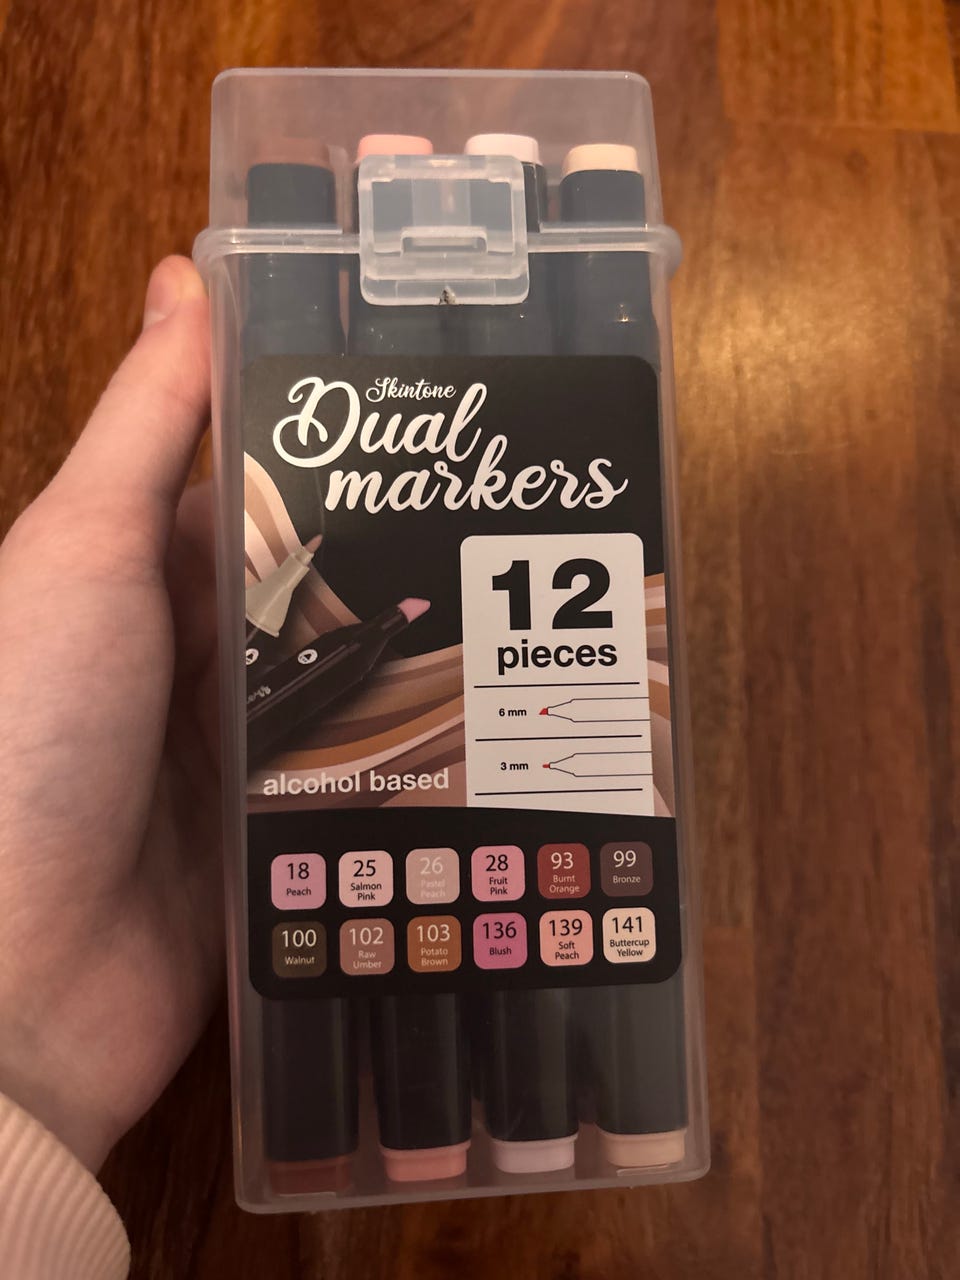 Skintone
Dual
markers
12
pieces
6 mm
3 mm
alcohol based
18
Peach
25
Salmon
Pink
26
Pastel
Peach
28
Fruit
Pink
93
Burnt
Orange
99
Bronze
100
Walnut
102
Raw
Umber
103
Potato
Brown
136
Blush
139
Soft
Peach
141
Buttercup
Yellow